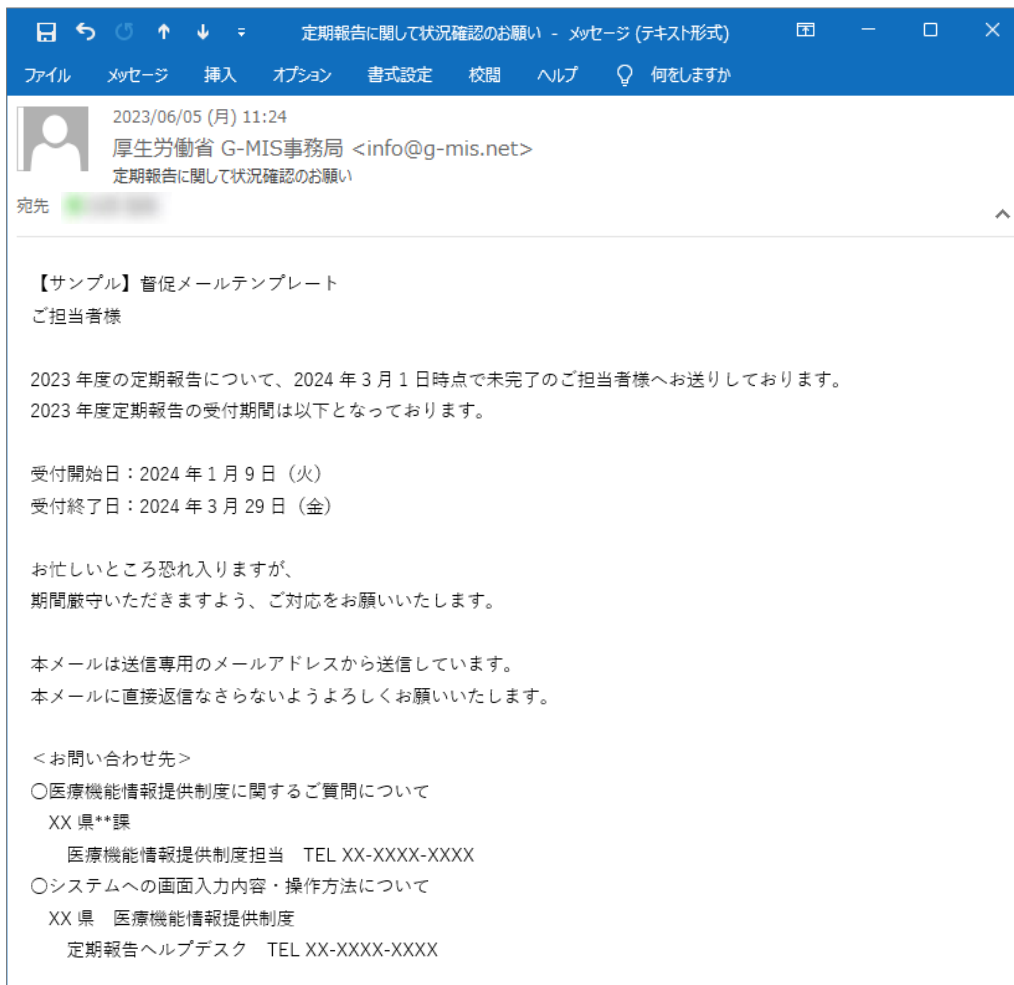 定期報告に関して状況確認のお願い - メッセージ (テキスト形式)
ファイル メッセージ 挿入 オプション 書式設定 校閲 ヘルプ 何をしますか
2023/06/05 (月) 11:24
厚生労働省 G-MIS事務局 <info@g-mis.net>
定期報告に関して状況確認のお願い
宛先
【サンプル】督促メールテンプレート
ご担当者様
2023 年度の定期報告について、2024 年 3 月 1 日時点で未完了のご担当者様へお送りしております。
2023 年度定期報告の受付期間は以下となっております。
受付開始日：2024 年 1 月 9 日（火）
受付終了日：2024 年 3 月 29 日（金）
お忙しいところ恐れ入りますが、
期間厳守いただきますよう、ご対応をお願いいたします。
本メールは送信専用のメールアドレスから送信しています。
本メールに直接返信なさらないようよろしくお願いいたします。
＜お問い合わせ先＞
○医療機能情報提供制度に関するご質問について
XX 県**課
医療機能情報提供制度担当　TEL XX-XXXX-XXXX
○システムへの画面入力内容・操作方法について
XX 県　医療機能情報提供制度
定期報告ヘルプデスク　TEL XX-XXXX-XXXX